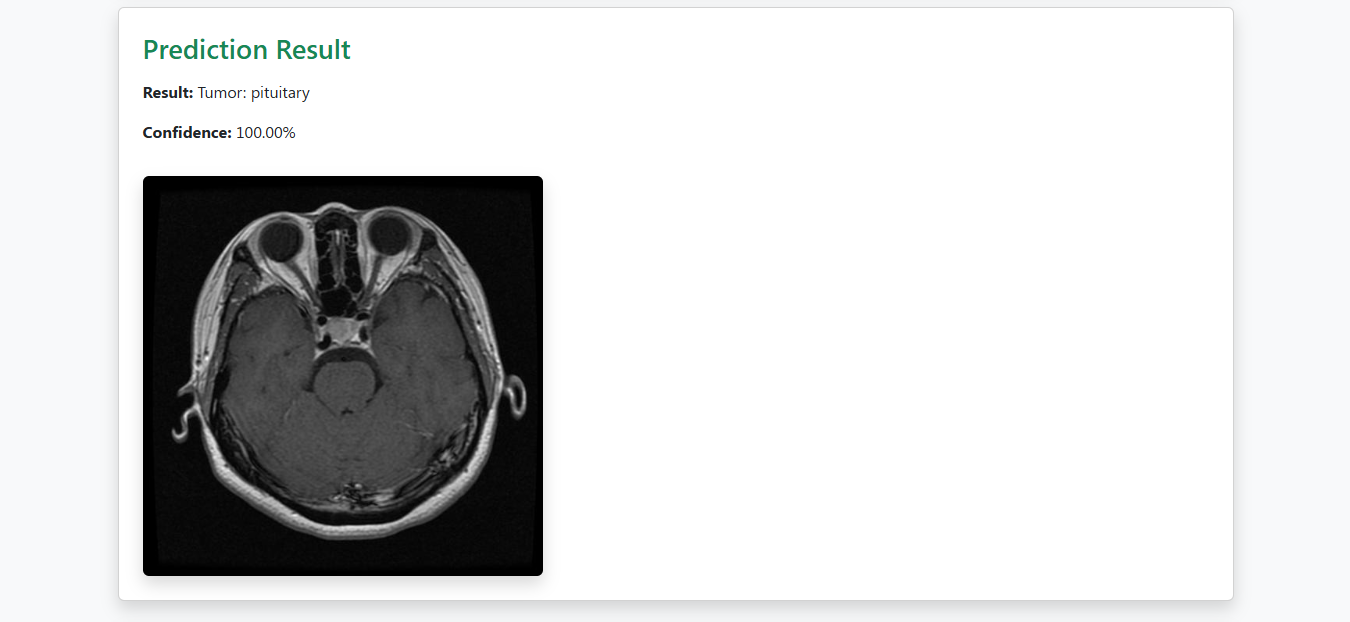 Prediction Result
Result: Tumor: pituitary
Confidence: 100.00%